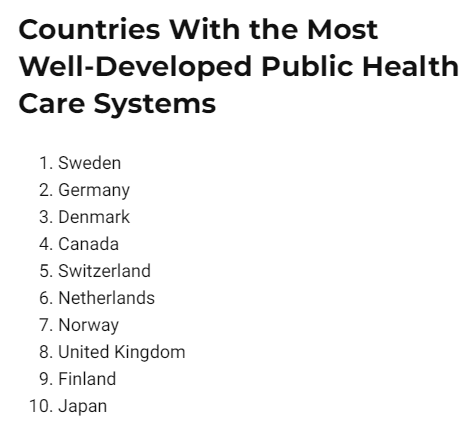 Countries With the Most
Well-Developed Public Health
Care Systems
1. Sweden
2. Germany
3. Denmark
4. Canada
5. Switzerland
6. Netherlands
7. Norway
8. United Kingdom
9. Finland
10. Japan